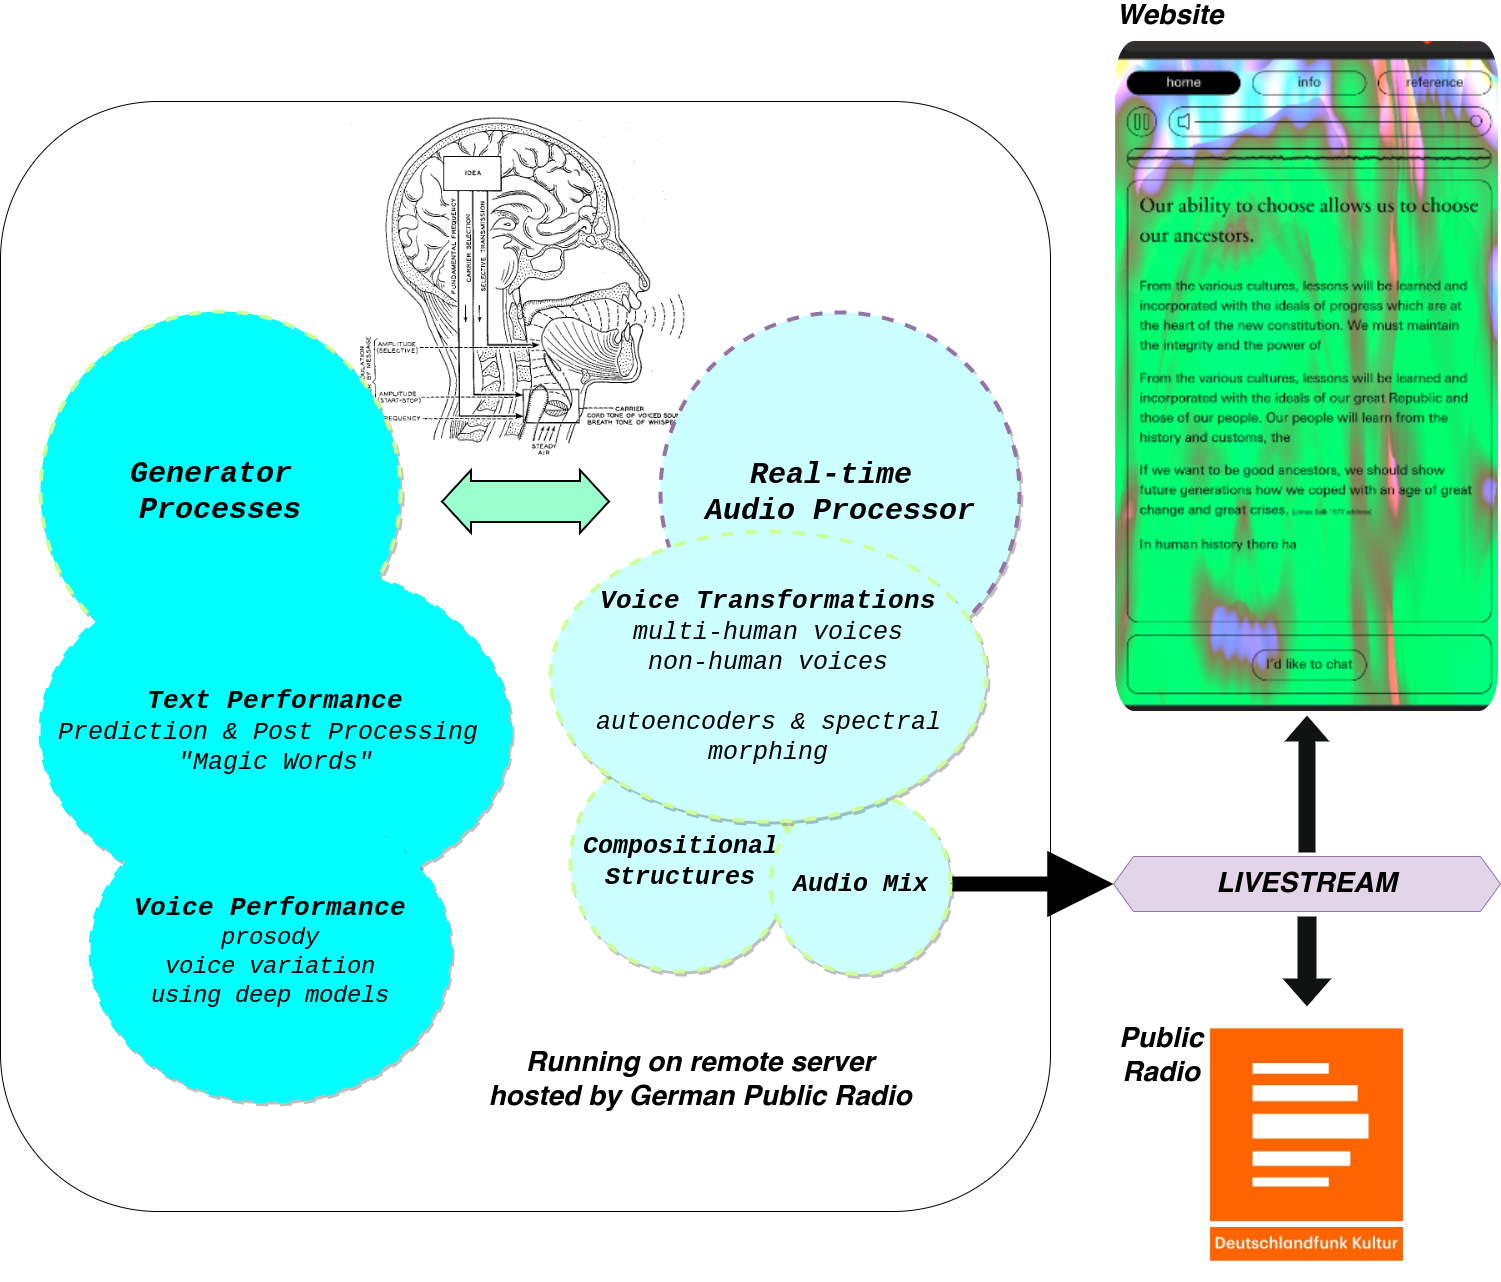 Website
home
info
reference
Our ability to choose allows us to choose
our ancestors.
From the various cultures, lessons will be learned and
incorporated with the ideals of progress which are at
the heart of the new constitution. We must maintain
the integrity and the power of
From the various cultures, lessons will be learned and
incorporated with the ideals of our great Republic and
those of our people. Our people will learn from the
history and customs, the
If we want to be good ancestors, we should show
future generations how we coped with an age of great
change and great crises. [Jonas Salk 1977 address]
In human history there ha
I'd like to chat
IDEA
FUNDAMENTAL FREQUENCY
CARRIER SELECTION
SELECTIVE TRANSMISSION
BY MESSAGE
AMPLITUDE
(SELECTIVE)
AMPLITUDE
(START-STOP)
REQUENCY
CARRIER
CORD TONE OF VOICED SOU
BREATH TONE OF WHISPE
STEADY
AIR
Generator
Processes
Text Performance
Prediction & Post Processing
"Magic Words"
Voice Performance
prosody
voice variation
using deep models
Real-time
Audio Processor
Voice Transformations
multi-human voices
non-human voices
autoencoders & spectral
morphing
Compositional
Structures
Audio Mix
Running on remote server
hosted by German Public Radio
LIVESTREAM
Public
Radio
Deutschlandfunk Kultur